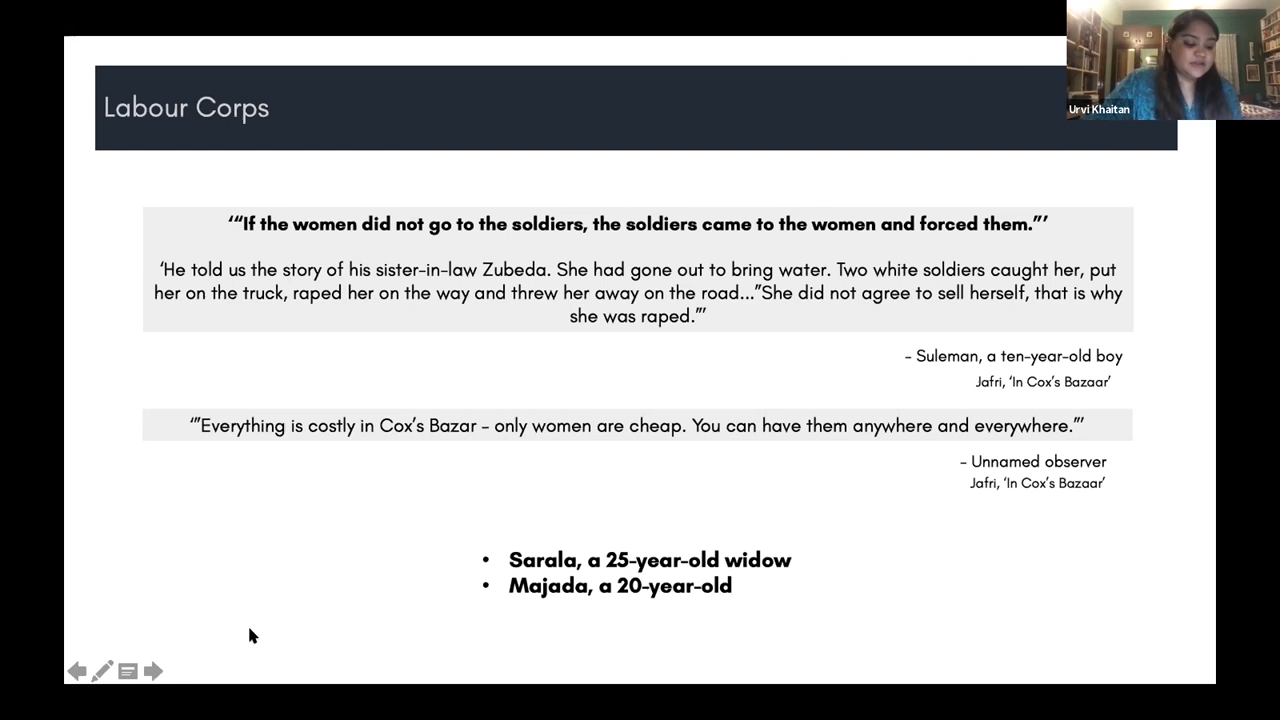 Labour Corps
Urvi Khaitan
‘“If the women did not go to the soldiers, the soldiers came to the women and forced them.”’
‘He told us the story of his sister-in-law Zubeda. She had gone out to bring water. Two white soldiers caught her, put
her on the truck, raped her on the way and threw her away on the road...”She did not agree to sell herself, that is why
she was raped.”’
– Suleman, a ten-year-old boy
Jafri, ‘In Cox’s Bazaar’
‘”Everything is costly in Cox’s Bazar – only women are cheap. You can have them anywhere and everywhere.”’
– Unnamed observer
Jafri, ‘In Cox’s Bazaar’
• Sarala, a 25-year-old widow
• Majada, a 20-year-old